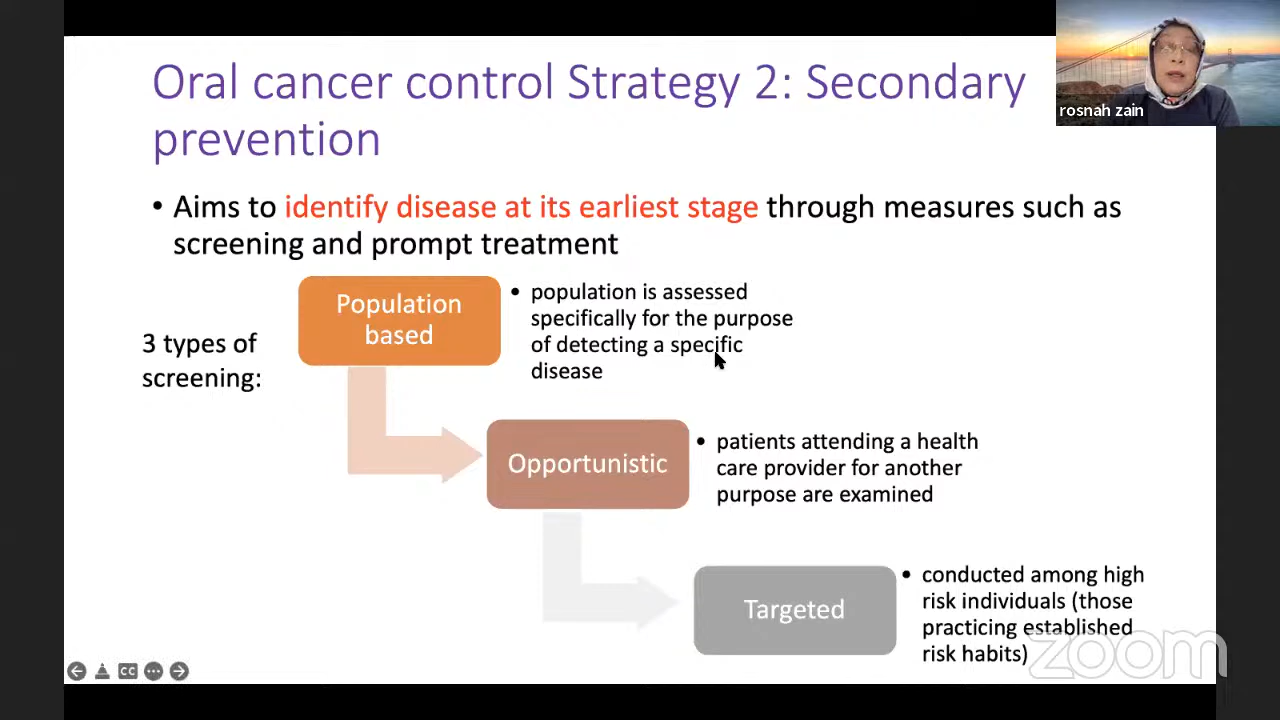 Oral cancer control Strategy 2: Secondary
prevention
rosnah zain
• Aims to identify disease at its earliest stage through measures such as
screening and prompt treatment
3 types of
screening:
Population
based
• population is assessed
specifically for the purpose
of detecting a specific
disease
Opportunistic
• patients attending a health
care provider for another
purpose are examined
Targeted
• conducted among high
risk individuals (those
practicing established
risk habits)
CC
zoom